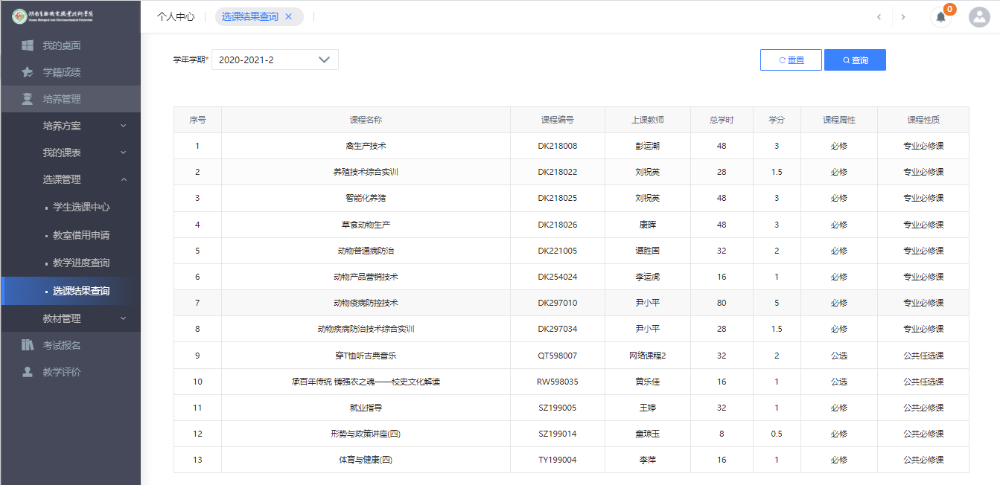 湖南生物机电职业技术学院
个人中心
选课结果查询 ×
0
我的桌面
学籍成绩
培养管理
培养方案
我的课表
选课管理
学生选课中心
教室借用申请
教学进度查询
选课结果查询
教材管理
考试报名
教学评价
学年学期* 2020-2021-2
重置 查询
序号 课程名称 课程编号 上课教师 总学时 学分 课程属性 课程性质
1 禽生产技术 DK218008 彭运潮 48 3 必修 专业必修课
2 养殖技术综合实训 DK218022 刘祝英 28 1.5 必修 专业必修课
3 智能化养猪 DK218025 刘祝英 48 3 必修 专业必修课
4 草食动物生产 DK218026 康晖 48 3 必修 专业必修课
5 动物普通病防治 DK221005 谭胜国 32 2 必修 专业必修课
6 动物产品营销技术 DK254024 李运虎 16 1 必修 专业必修课
7 动物疫病防控技术 DK297010 尹小平 80 5 必修 专业必修课
8 动物疾病防治技术综合实训 DK297034 尹小平 28 1.5 必修 专业必修课
9 穿T恤听古典音乐 QT598007 网络课程2 32 2 公选 公共任选课
10 承百年传统 铸强农之魂——校史文化解读 RW598035 黄乐佳 16 1 公选 公共任选课
11 就业指导 SZ199005 王婷 32 1 必修 公共必修课
12 形势与政策讲座(四) SZ199014 童琼玉 8 0.5 必修 公共必修课
13 体育与健康(四) TY199004 李萍 16 1 必修 公共必修课